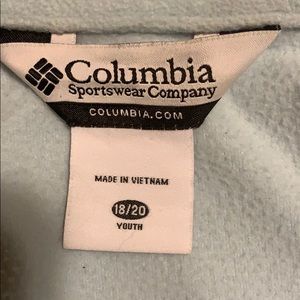 Columbia
Sportswear Company
COLUMBIA.COM
MADE IN VIETNAM
18/20
YOUTH